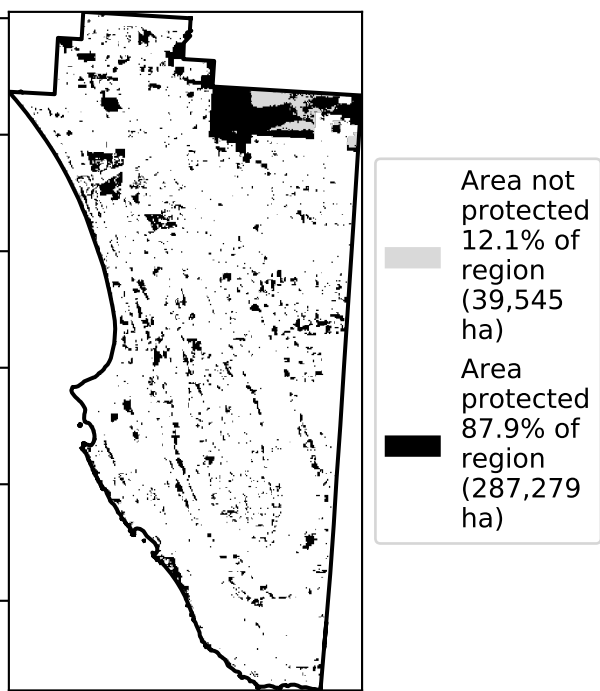 Area not
protected
12.1% of
region
(39,545
ha)
Area
protected
87.9% of
region
(287,279
ha)